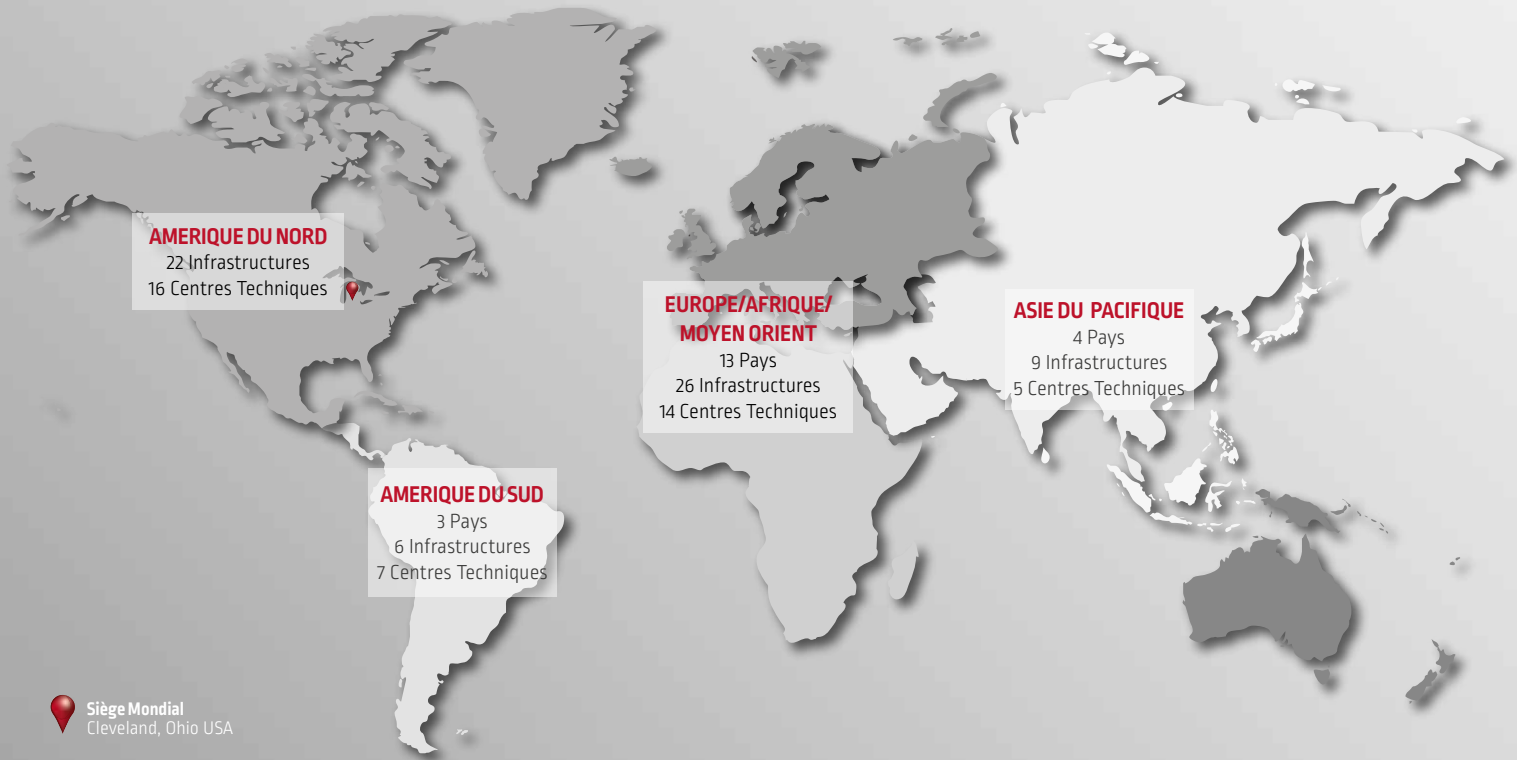 AMERIQUE DU NORD
22 Infrastructures
16 Centres Techniques
EUROPE/AFRIQUE/
MOYEN ORIENT
13 Pays
26 Infrastructures
14 Centres Techniques
ASIE DU PACIFIQUE
4 Pays
9 Infrastructures
5 Centres Techniques
AMERIQUE DU SUD
3 Pays
6 Infrastructures
7 Centres Techniques
Siège Mondial
Cleveland, Ohio USA